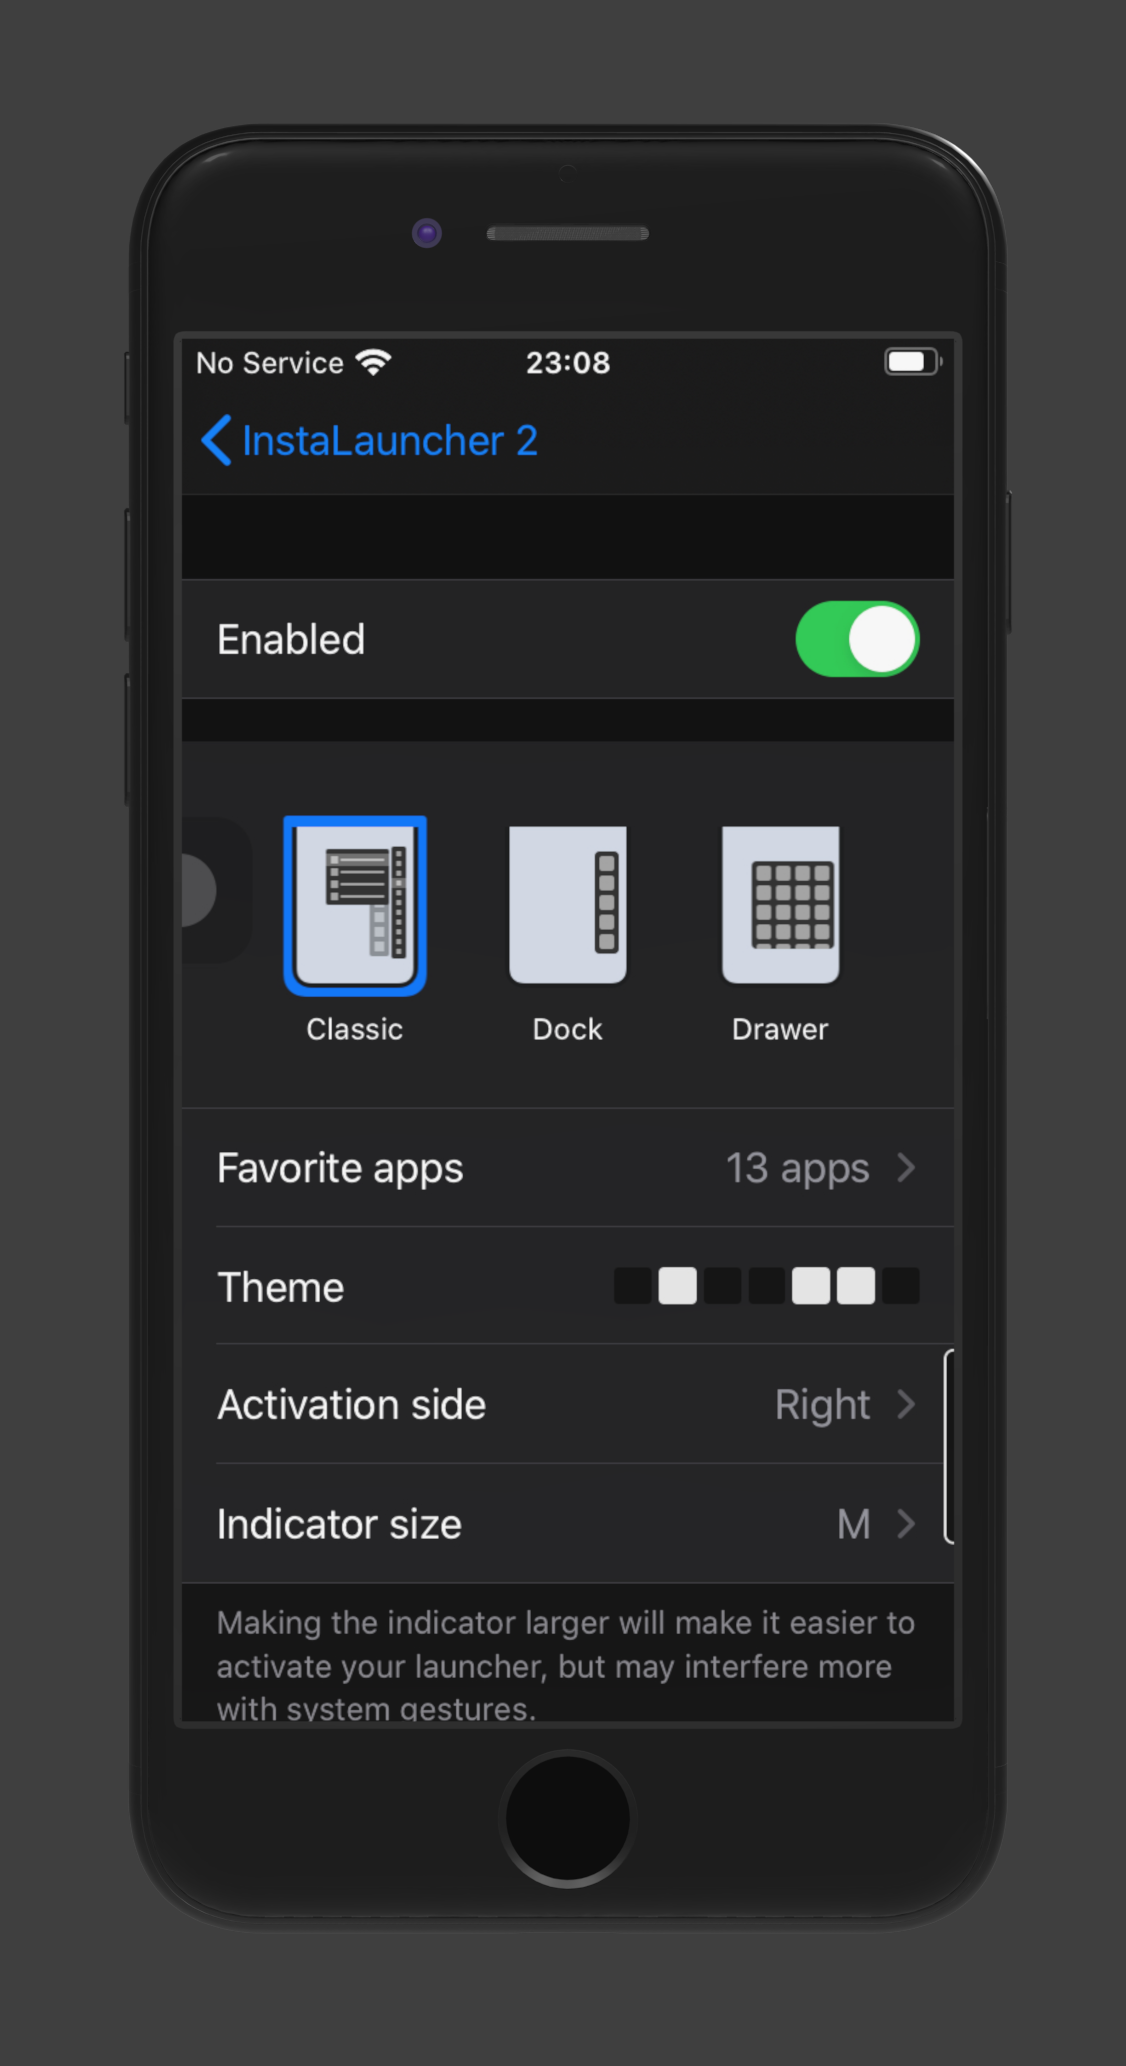 No Service
23:08
InstaLauncher 2
Enabled
Classic
Dock
Drawer
Favorite apps
13 apps
Theme
Activation side
Right
Indicator size
M
Making the indicator larger will make it easier to
activate your launcher, but may interfere more
with system gestures.